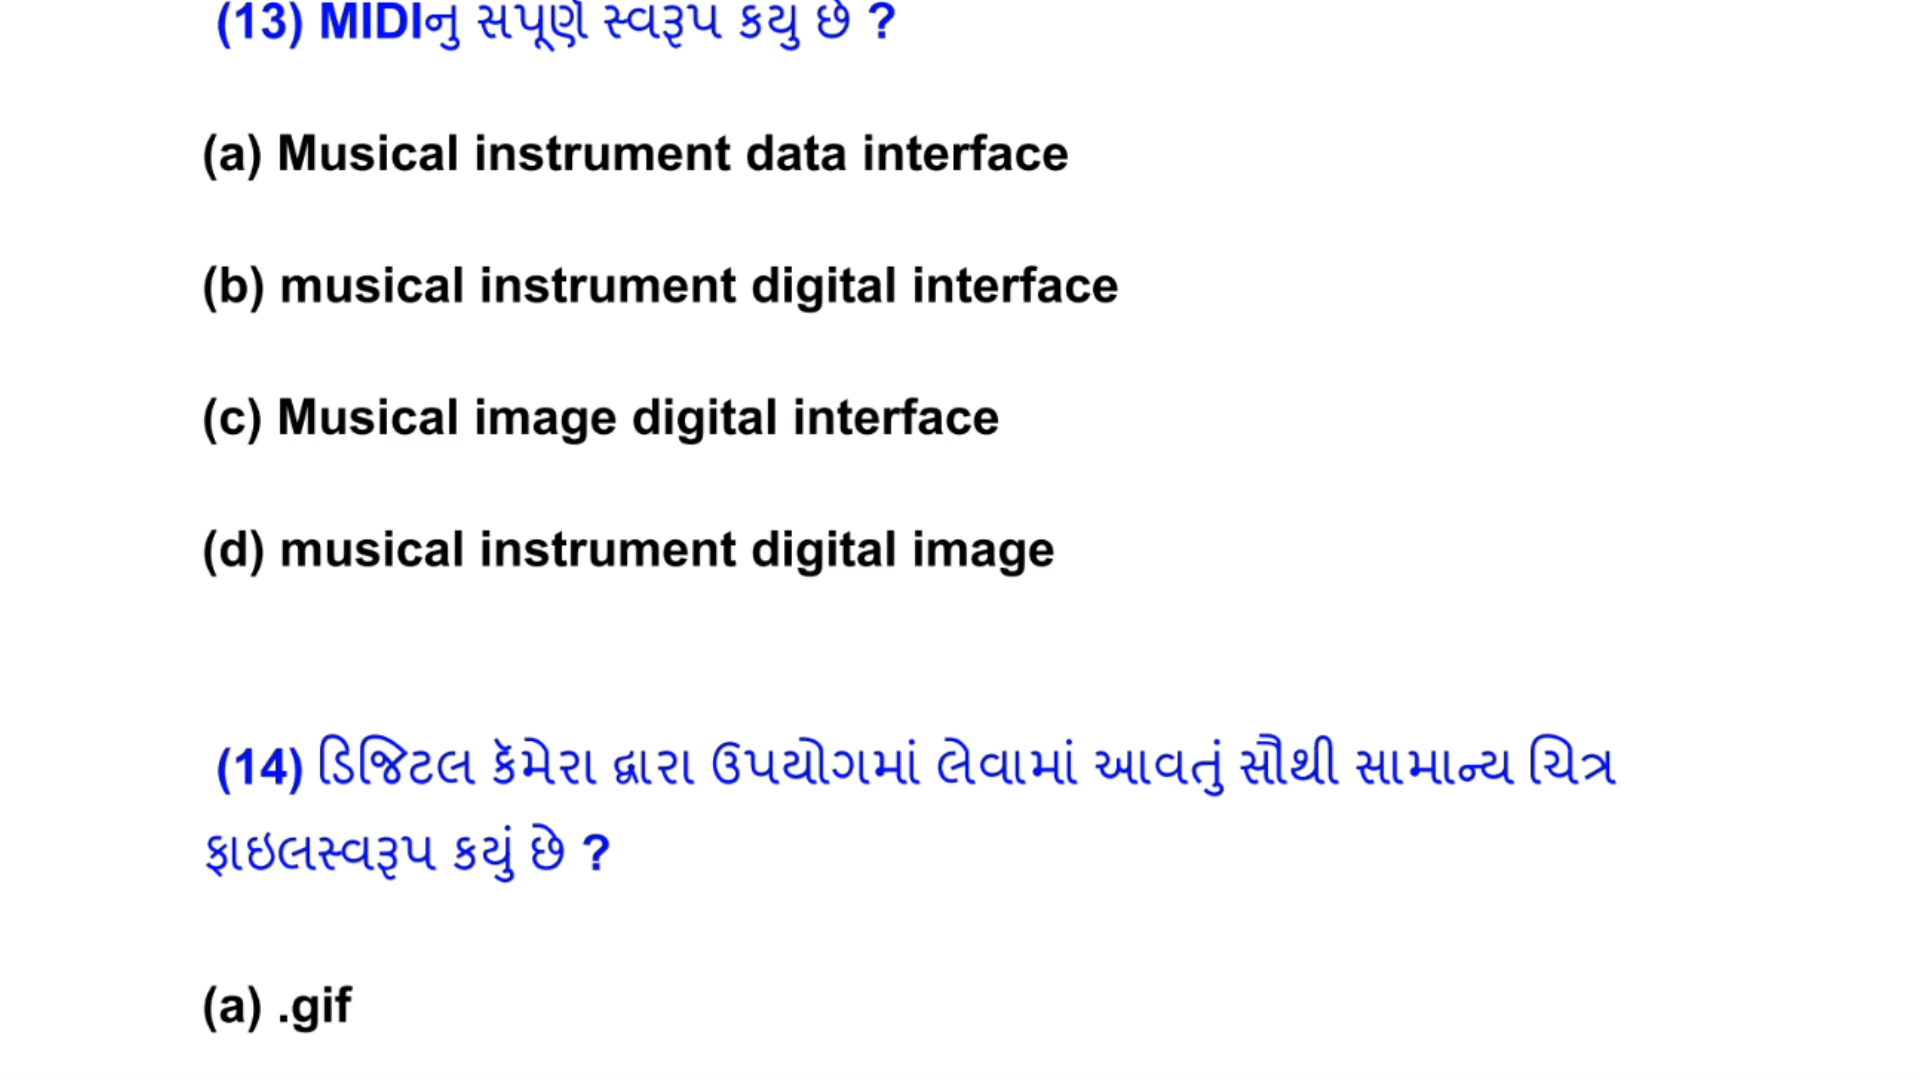 (13) MIDIનું સંપૂર્ણ સ્વરૂપ કયું છે ?
(a) Musical instrument data interface
(b) musical instrument digital interface
(c) Musical image digital interface
(d) musical instrument digital image
(14) ડિજિટલ કૅમેરા દ્વારા ઉપયોગમાં લેવામાં આવતું સૌથી સામાન્ય ચિત્ર
ફાઇલસ્વરૂપ કયું છે ?
(a) .gif